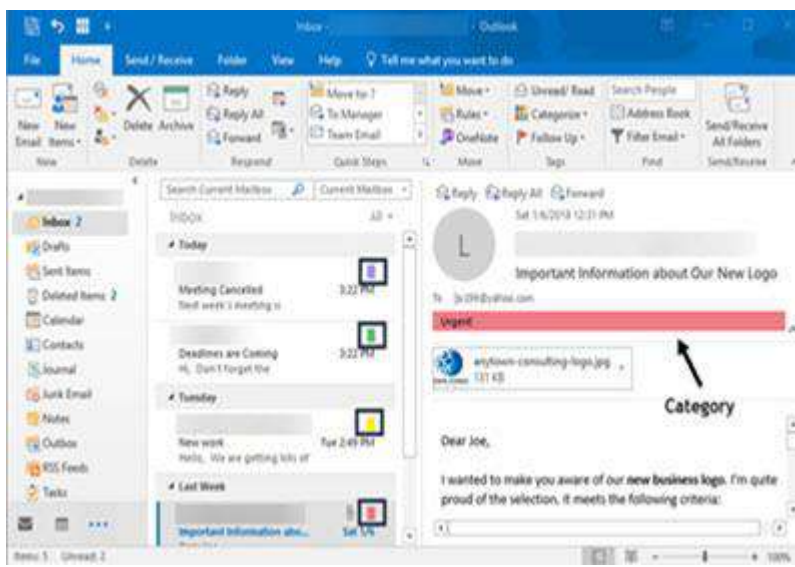 Inbox - - Outlook
File Home Send / Receive Folder View Help Tell me what you want to do
New Email
New Items
Delete Archive
Reply
Reply All
Forward
Move to: ?
To Manager
Team Email
Move
Rules
OneNote
Unread/ Read
Categorize
Follow Up
Search People
Address Book
Filter Email
Send/Receive
All Folders
New Delete Respond Quick Steps Move Tags Find Send/Receive
Inbox 2
Drafts
Sent Items
Deleted Items 2
Calendar
Contacts
Journal
Junk Email
Notes
Outbox
RSS Feeds
Tasks
Search Current Mailbox Current Mailbox
Inbox All
Today
Meeting Cancelled 3:22 PM
Next week's meeting is
Deadlines are Coming 3:22 PM
Hi, Don't forget the
Tuesday
New work Tue 2:49 PM
Hello, We are getting lots of
Last Week
Important Information abo... Sat 1/6
Reply Reply All Forward
Sat 1/6/2018 12:31 PM
L
Important Information about Our New Logo
To
Urgent
anytown-consulting-logo.jpg
131 KB
Category
Dear Joe,
I wanted to make you aware of our new business logo. I'm quite
proud of the selection. It meets the following criteria:
Items: 5 Unread: 2
100%